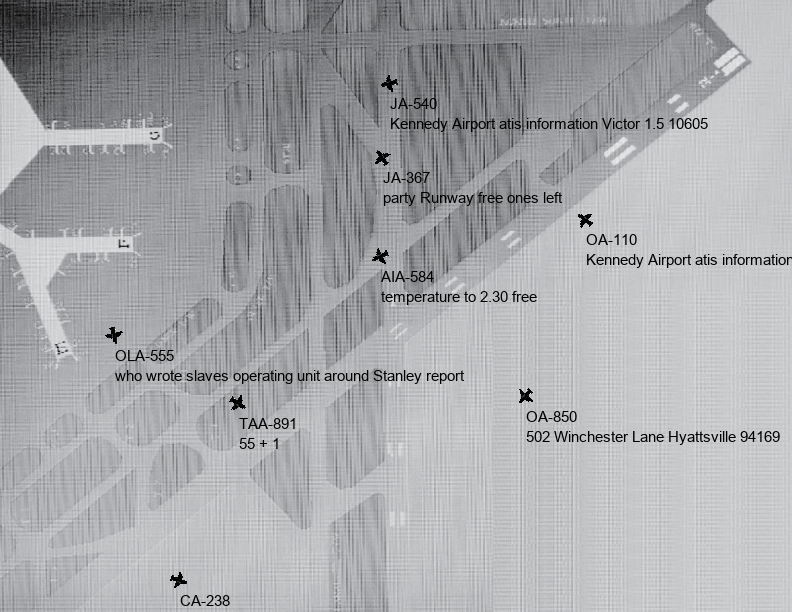 JA-540
Kennedy Airport atis information Victor 1.5 10605
JA-367
party Runway free ones left
OA-110
Kennedy Airport atis information
AIA-584
temperature to 2.30 free
OLA-555
who wrote slaves operating unit around Stanley report
TAA-891
55 + 1
OA-850
502 Winchester Lane Hyattsville 94169
CA-238